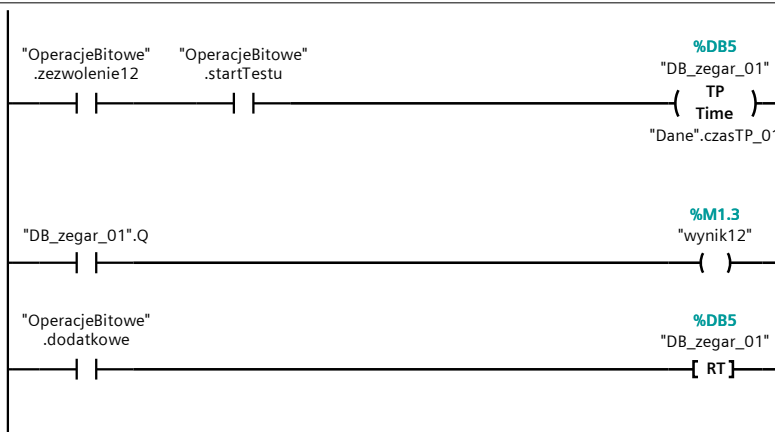 "OperacjeBitowe" "OperacjeBitowe" %DB5
.zezwolenie12 .startTestu "DB_zegar_01"
TP
Time
"Dane".czasTP_01
%M1.3
"DB_zegar_01".Q "wynik12"
"OperacjeBitowe" %DB5
.dodatkowe "DB_zegar_01"
RT